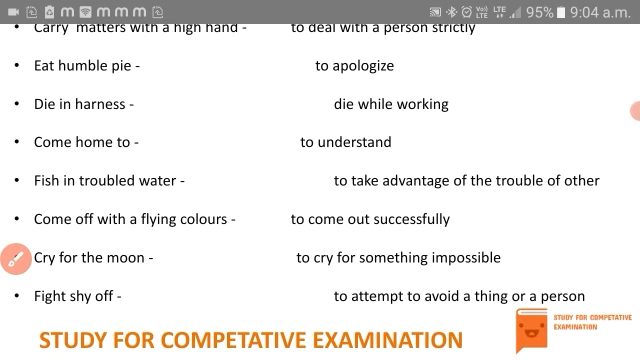 95% 9:04 a.m.
• Carry matters with a high hand - to deal with a person strictly
• Eat humble pie - to apologize
• Die in harness - die while working
• Come home to - to understand
• Fish in troubled water - to take advantage of the trouble of other
• Come off with a flying colours - to come out successfully
Cry for the moon - to cry for something impossible
• Fight shy off - to attempt to avoid a thing or a person
STUDY FOR COMPETATIVE EXAMINATION
STUDY FOR COMPETATIVE
EXAMINATION